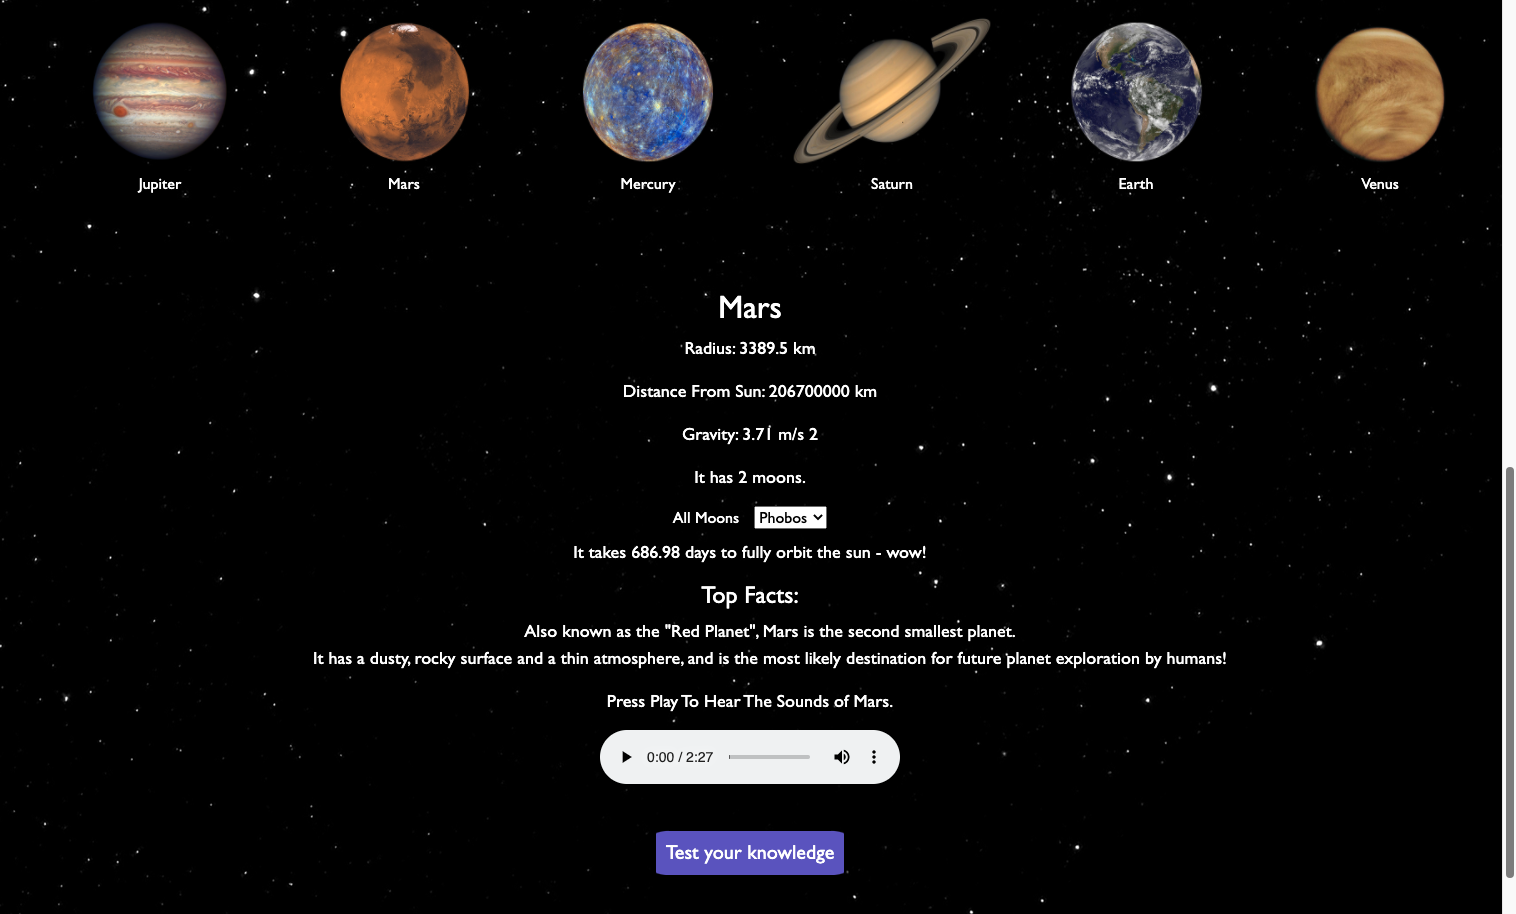 Jupiter Mars Mercury Saturn Earth Venus
Mars
Radius: 3389.5 km
Distance From Sun: 206700000 km
Gravity: 3.71 m/s 2
It has 2 moons.
All Moons Phobos
It takes 686.98 days to fully orbit the sun - wow!
Top Facts:
Also known as the "Red Planet", Mars is the second smallest planet.
It has a dusty, rocky surface and a thin atmosphere, and is the most likely destination for future planet exploration by humans!
Press Play To Hear The Sounds of Mars.
0:00 / 2:27
Test your knowledge